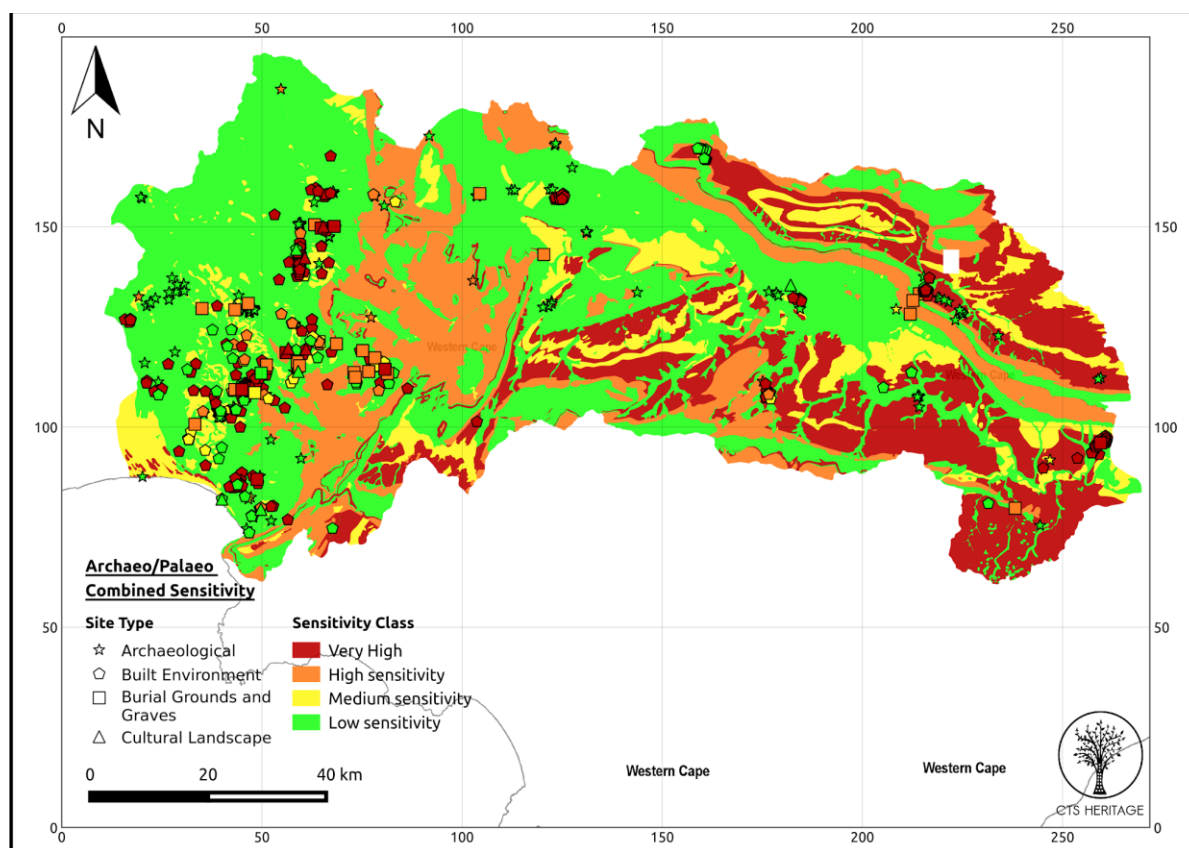 0 50 100 150 200 250
N
150 150
Western Cape
Western Cape
100 100
50 50
Archaeo/Palaeo
Combined Sensitivity
Site Type
Archaeological
Built Environment
Burial Grounds and
Graves
Cultural Landscape
Sensitivity Class
Very High
High sensitivity
Medium sensitivity
Low sensitivity
0 20 40 km
Western Cape
Western Cape
CTS HERITAGE
0 0
0 50 100 150 200 250